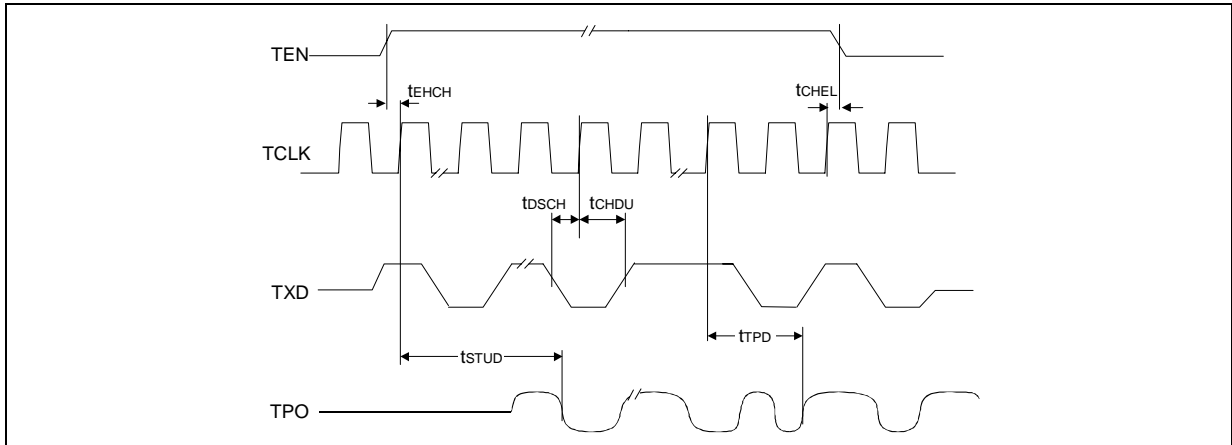 TEN
tEHCH
tCHEL
TCLK
tDSCH
tCHDU
TXD
tTPD
tSTUD
TPO